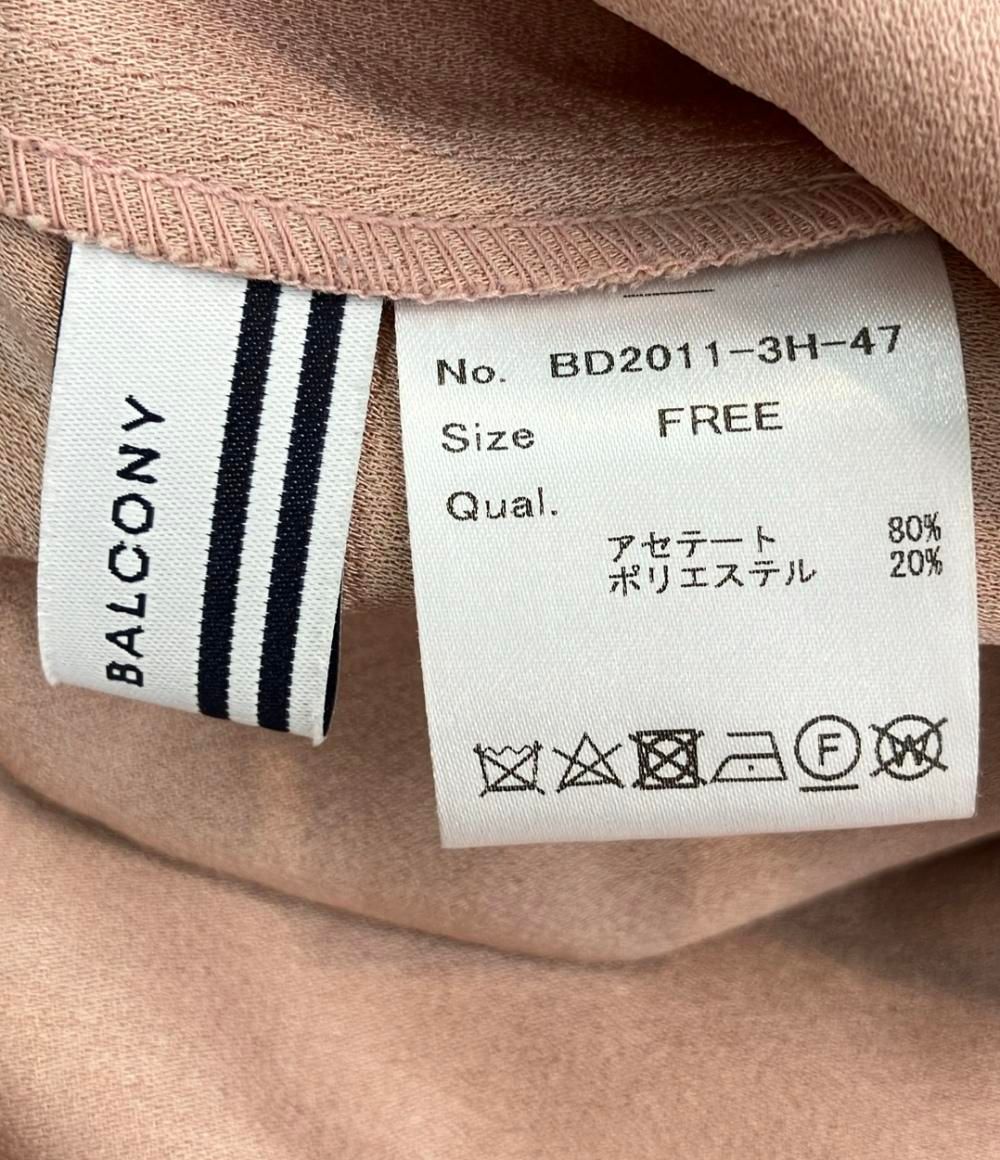 BALCONY
No. BD2011-3H-47
Size FREE
Qual.
アセテート 80%
ポリエステル 20%
F
W